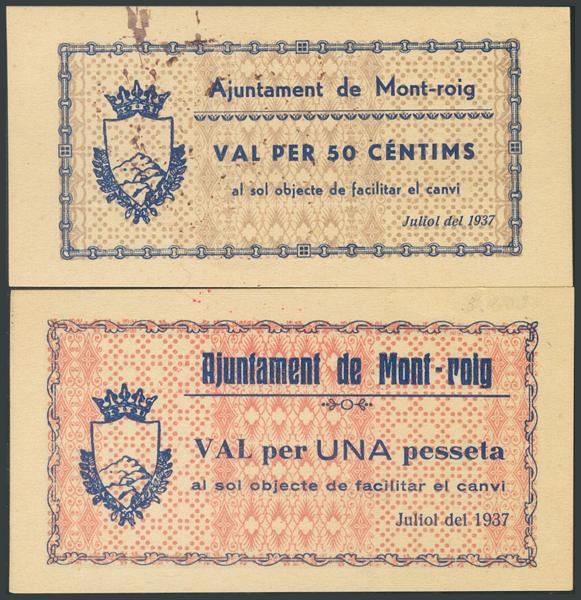 Ajuntament de Mont-roig
VAL PER 50 CÉNTIMS
al sol objecte de facilitar el canvi
Juliol del 1937
Ajuntament de Mont-roig
VAL per UNA pesseta
al sol objecte de facilitar el canvi
Juliol del 1937